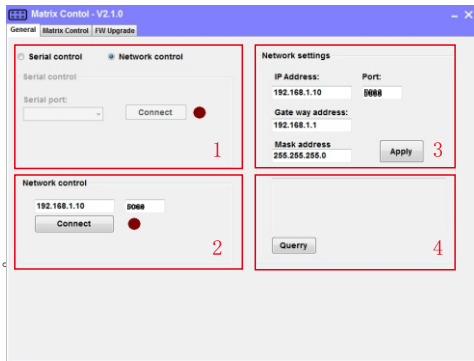 Matrix Contol - V2.1.0
General Matrix Control FW Upgrade
Serial control Network control
Serial control
Serial port:
Connect
1
Network settings
IP Address: Port:
192.168.1.10
Gate way address:
192.168.1.1
Mask address
255.255.255.0
Apply
3
Network control
192.168.1.10
Connect
2
Querry
4